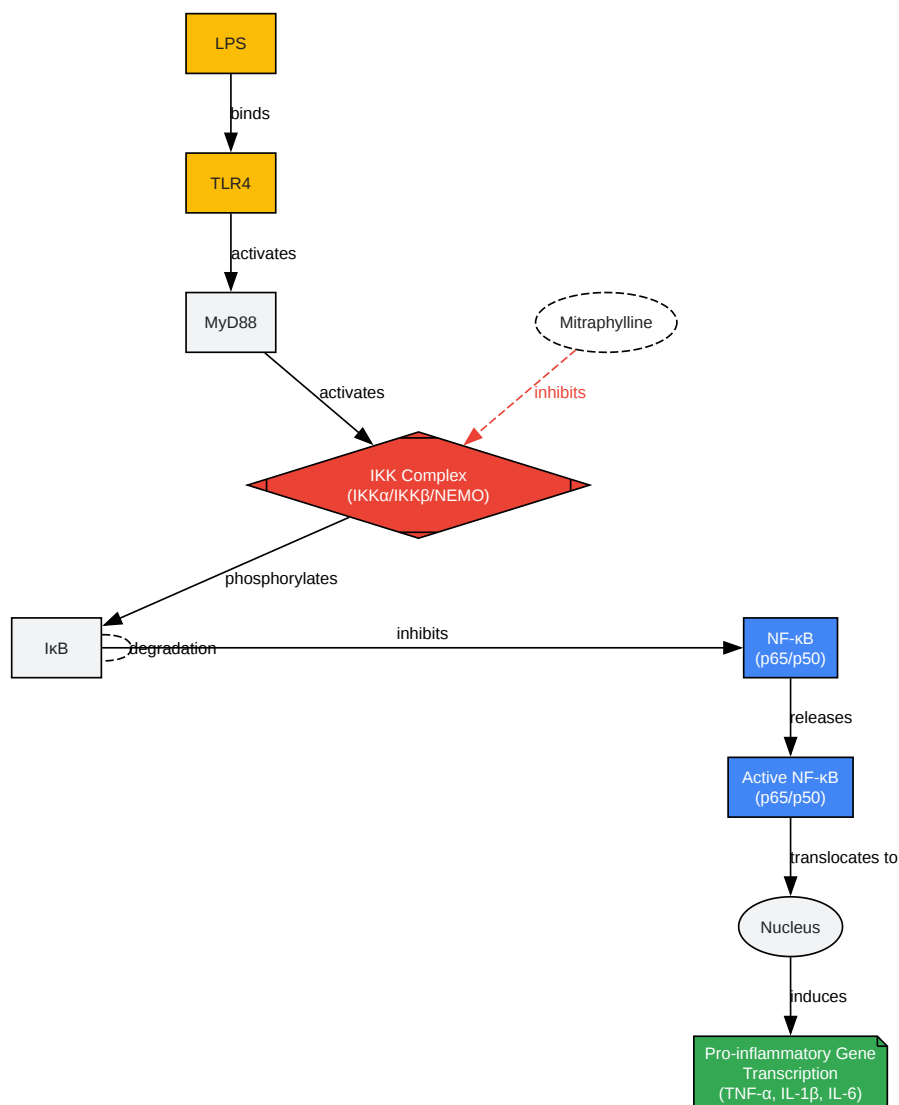 LPS
binds
TLR4
activates
MyD88
Mitraphylline
activates
inhibits
IKK Complex
(IKKα/IKKβ/NEMO)
phosphorylates
IκB
degradation
inhibits
NF-κB
(p65/p50)
releases
Active NF-κB
(p65/p50)
translocates to
Nucleus
induces
Pro-inflammatory Gene
Transcription
(TNF-α, IL-1β, IL-6)